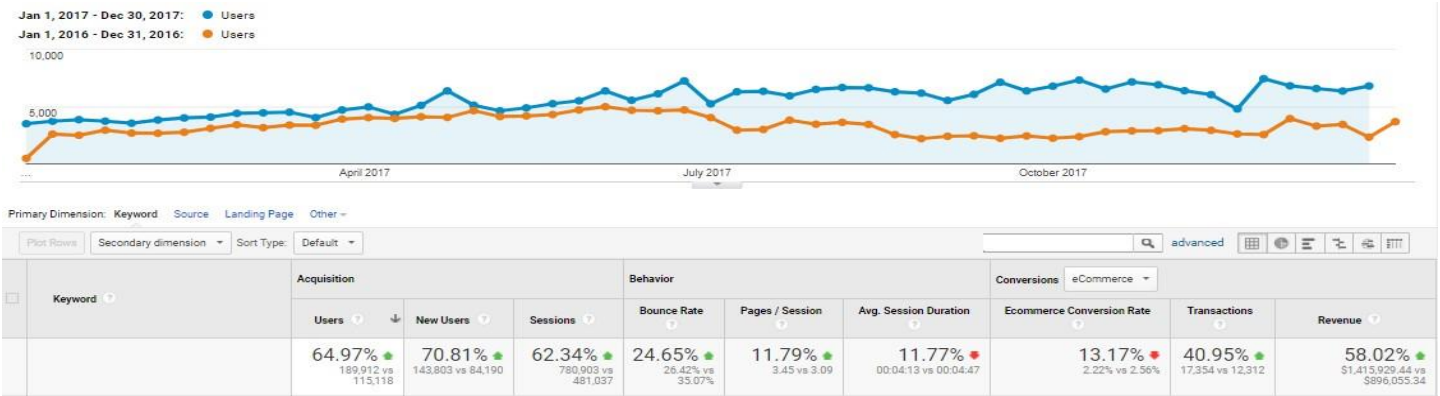 Jan 1, 2017 - Dec 30, 2017: Users
Jan 1, 2016 - Dec 31, 2016: Users
10,000
5,000
... April 2017 July 2017 October 2017
Primary Dimension: Keyword Source Landing Page Other
Plot Rows Secondary dimension Sort Type: Default advanced
Keyword ? Acquisition Behavior Conversions eCommerce
Users ? New Users ? Sessions ? Bounce Rate ? Pages / Session ? Avg. Session Duration ? Ecommerce Conversion Rate ? Transactions ? Revenue ?
64.97% 70.81% 62.34% 24.65% 11.79% 11.77% 13.17% 40.95% 58.02%
189,912 vs 115,118 143,803 vs 84,190 780,903 vs 481,037 26.42% vs 35.07% 3.45 vs 3.09 00:04:13 vs 00:04:47 2.22% vs 2.56% 17,354 vs 12,312 $1,415,929.44 vs $896,055.34